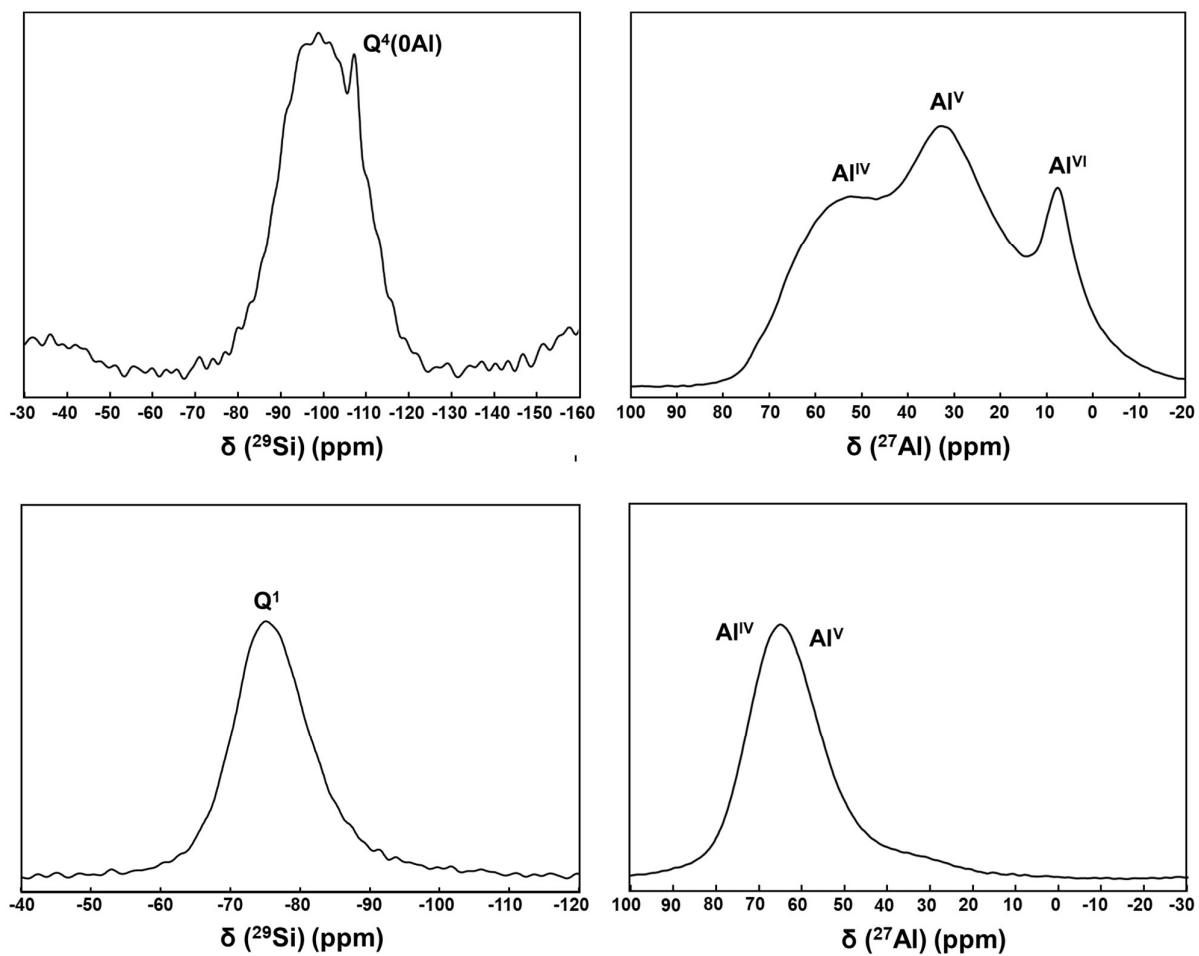 Q⁴(0Al)
-30 -40 -50 -60 -70 -80 -90 -100 -110 -120 -130 -140 -150 -160
δ (²⁹Si) (ppm)
Alⱽ
Alᴵⱽ
Alⱽᴵ
100 90 80 70 60 50 40 30 20 10 0 -10 -20
δ (²⁷Al) (ppm)
Q¹
-40 -50 -60 -70 -80 -90 -100 -110 -120
δ (²⁹Si) (ppm)
Alᴵⱽ Alⱽ
100 90 80 70 60 50 40 30 20 10 0 -10 -20 -30
δ (²⁷Al) (ppm)